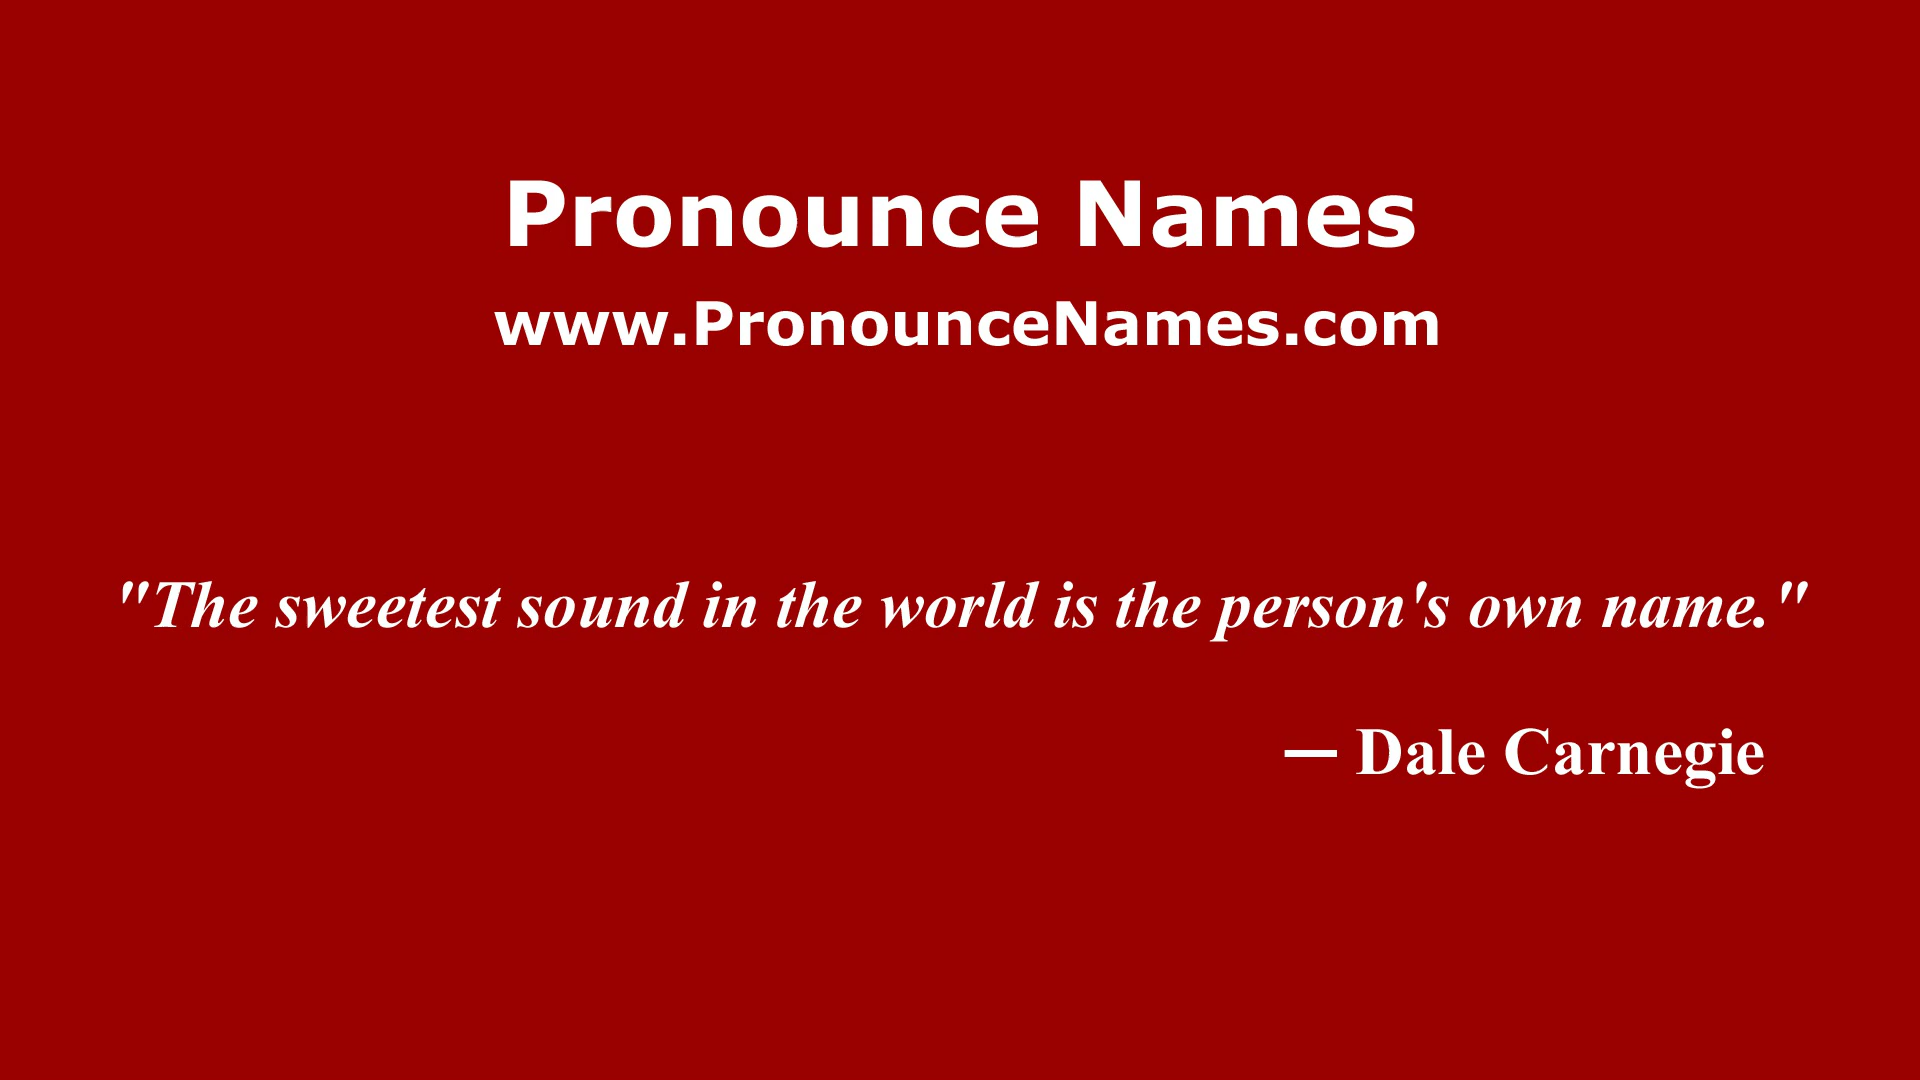 Pronounce Names
www.PronounceNames.com
"The sweetest sound in the world is the person's own name."
— Dale Carnegie